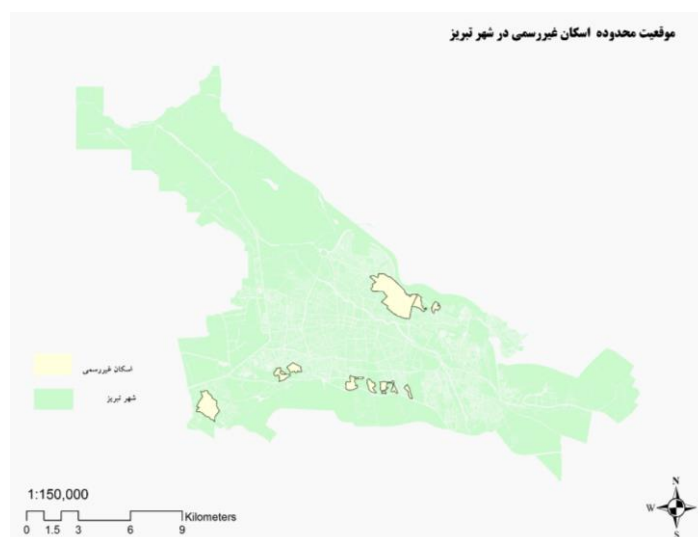 موقعیت محدوده اسکان غیررسمی در شهر تبریز
اسکان غیررسمی
شهر تبریز
1:150,000
Kilometers
0 1.5 3 6 9
N
W
S